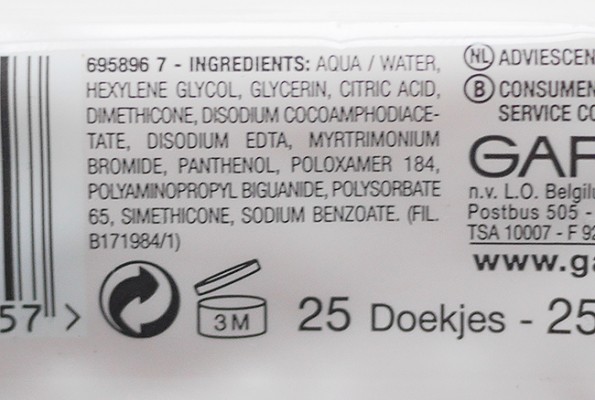 695896 7 - INGREDIENTS: AQUA / WATER,
HEXYLENE GLYCOL, GLYCERIN, CITRIC ACID,
DIMETHICONE, DISODIUM COCOAMPHODIACE-
TATE, DISODIUM EDTA, MYRTRIMONIUM
BROMIDE, PANTHENOL, POLOXAMER 184,
POLYAMINOPROPYL BIGUANIDE, POLYSORBATE
65, SIMETHICONE, SODIUM BENZOATE. (FIL.
B171984/1)
57 >
3M
25 Doekjes - 25
NL ADVIESCEN
B CONSUMEN
SERVICE CO
GAR
n.v. L.O. Belgilu
Postbus 505 -
TSA 10007 - F 92
www.ga